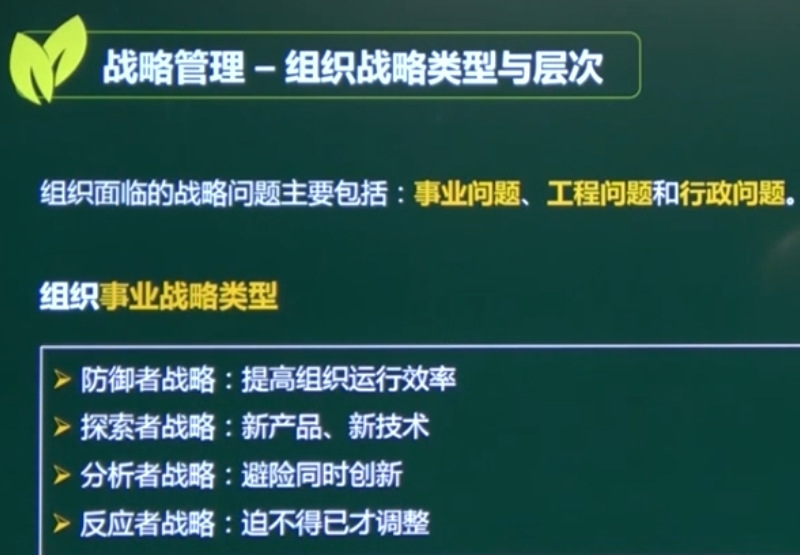 战略管理 – 组织战略类型与层次
组织面临的战略问题主要包括：事业问题、工程问题和行政问题。
组织事业战略类型
➢ 防御者战略：提高组织运行效率
➢ 探索者战略：新产品、新技术
➢ 分析者战略：避险同时创新
➢ 反应者战略：迫不得已才调整